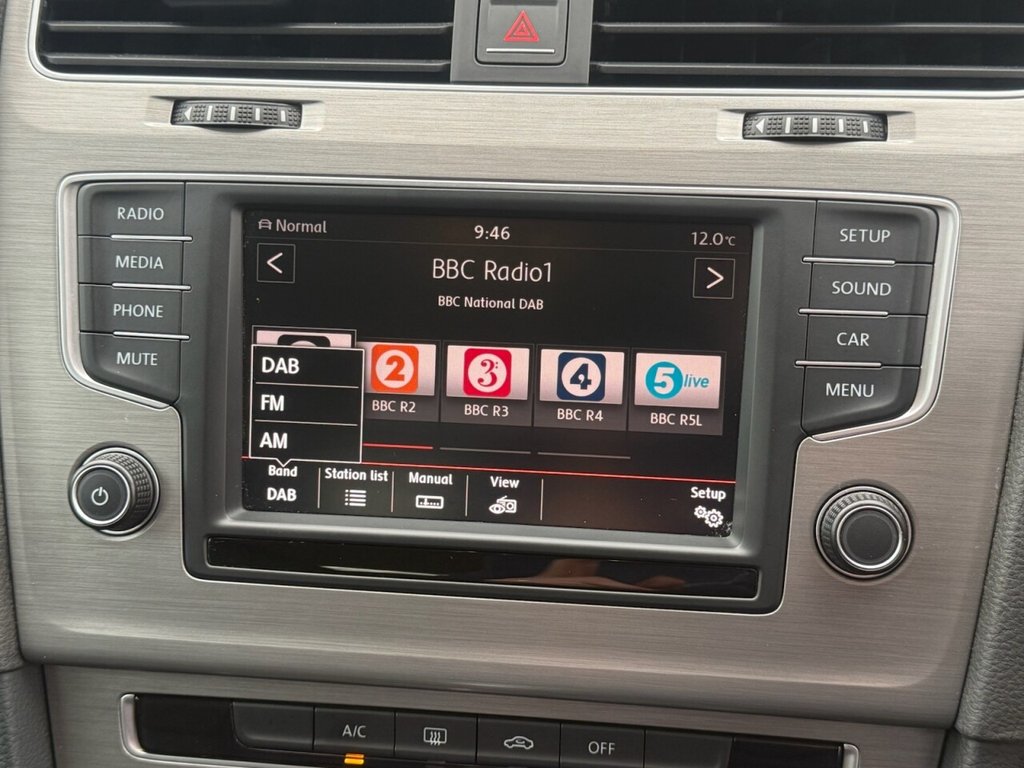 RADIO
MEDIA
PHONE
MUTE
Normal
9:46
12.0°C
<
BBC Radio1
>
BBC National DAB
DAB
FM
AM
2
BBC R2
3
BBC R3
4
BBC R4
5 live
BBC R5L
Band
DAB
Station list
Manual
View
Setup
SETUP
SOUND
CAR
MENU
A/C
OFF